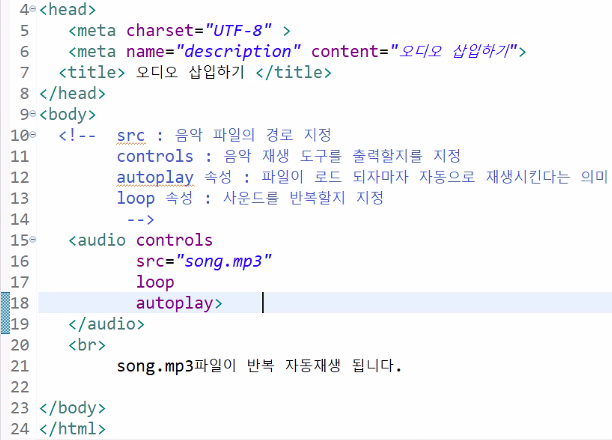 4 <head>
5 <meta charset="UTF-8" >
6 <meta name="description" content="오디오 삽입하기">
7 <title> 오디오 삽입하기 </title>
8 </head>
9 <body>
10 <!-- src : 음악 파일의 경로 지정
11 controls : 음악 재생 도구를 출력할지를 지정
12 autoplay 속성 : 파일이 로드 되자마자 자동으로 재생시킨다는 의미
13 loop 속성 : 사운드를 반복할지 지정
14 -->
15 <audio controls
16 src="song.mp3"
17 loop
18 autoplay>
19 </audio>
20 <br>
21 song.mp3파일이 반복 자동재생 됩니다.
22
23 </body>
24 </html>